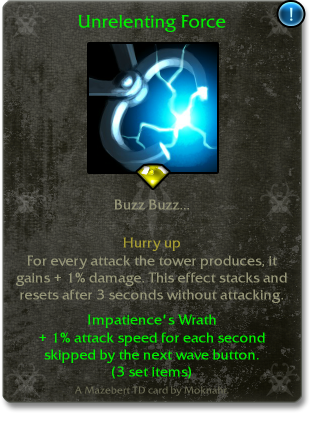 Unrelenting Force
!
Buzz Buzz...
Hurry up
For every attack the tower produces, it
gains + 1% damage. This effect stacks and
resets after 3 seconds without attacking.
Impatience's Wrath
+ 1% attack speed for each second
skipped by the next wave button.
(3 set items)
A Mazebert TD card by Moknahr